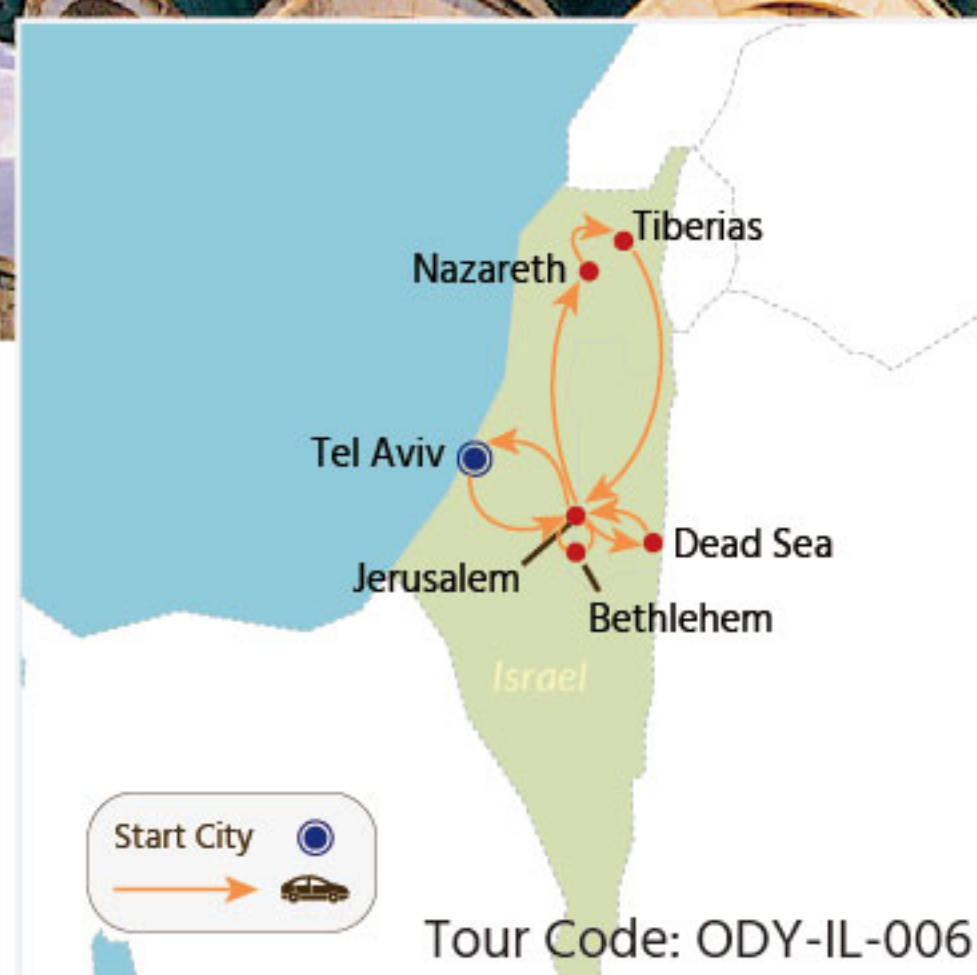 Tiberias
Nazareth
Tel Aviv
Dead Sea
Jerusalem
Bethlehem
Israel
Start City
Tour Code: ODY-IL-006